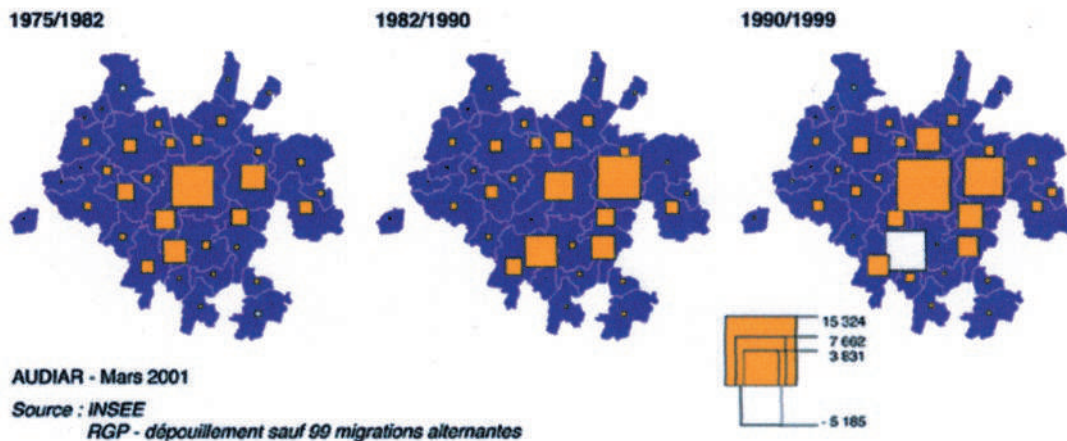 1975/1982
1982/1990
1990/1999
15 324
7 662
3 831
- 5 185
AUDIAR - Mars 2001
Source : INSEE
RGP - dépouillement sauf 99 migrations alternantes